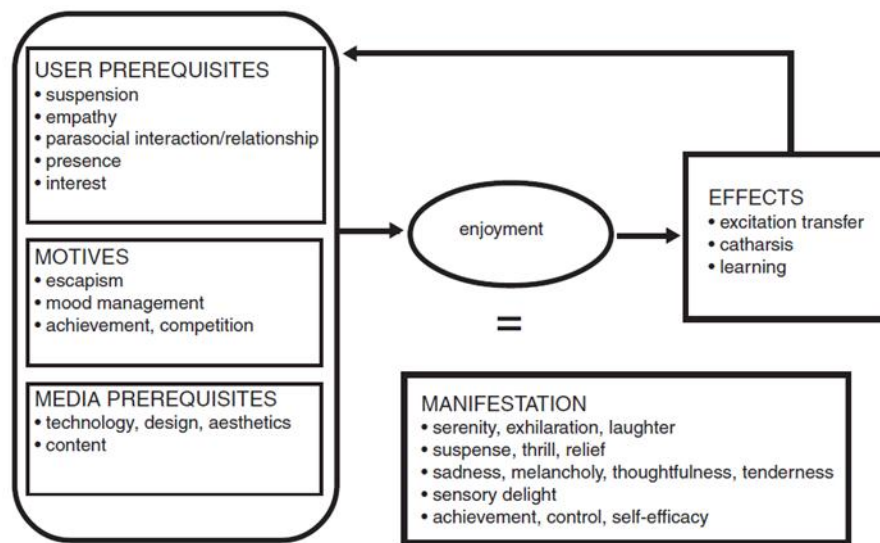 USER PREREQUISITES
• suspension
• empathy
• parasocial interaction/relationship
• presence
• interest
MOTIVES
• escapism
• mood management
• achievement, competition
MEDIA PREREQUISITES
• technology, design, aesthetics
• content
enjoyment
=
MANIFESTATION
• serenity, exhilaration, laughter
• suspense, thrill, relief
• sadness, melancholy, thoughtfulness, tenderness
• sensory delight
• achievement, control, self-efficacy
EFFECTS
• excitation transfer
• catharsis
• learning